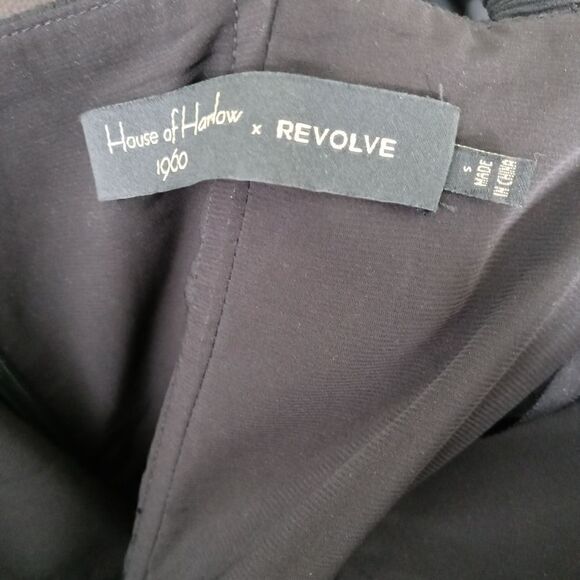 House of Harlow
1960
x REVOLVE
S
MADE
IN CHINA